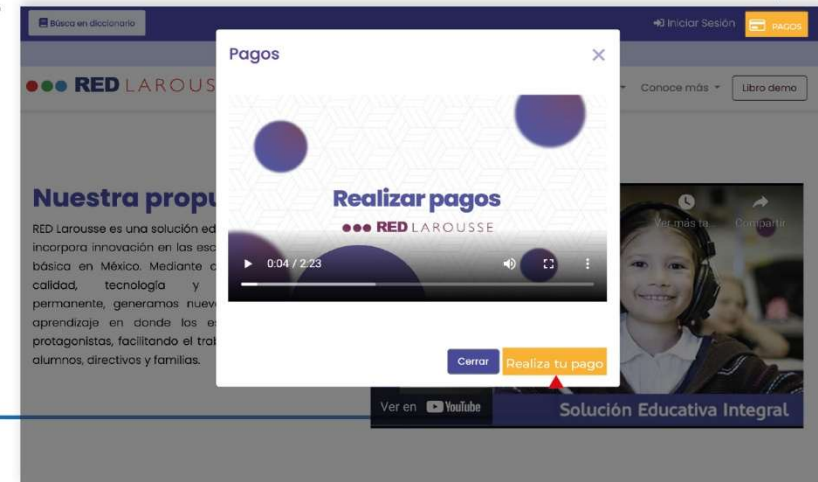 Búsca en diccionario
Iniciar Sesión
PAGOS
Pagos
RED LAROUS
Conoce más
Libro demo
Realizar pagos
RED LAROUSSE
0:04 / 2:23
Nuestra propu
RED Larousse es una solución ed
incorpora innovación en las esc
básica en México. Mediante c
calidad, tecnología y
permanente, generamos nuev
aprendizaje en donde los e
protagonistas, facilitando el tra
alumnos, directivos y familias.
Ver más ta... Compartir
Cerrar
Realiza tu pago
Ver en YouTube
Solución Educativa Integral